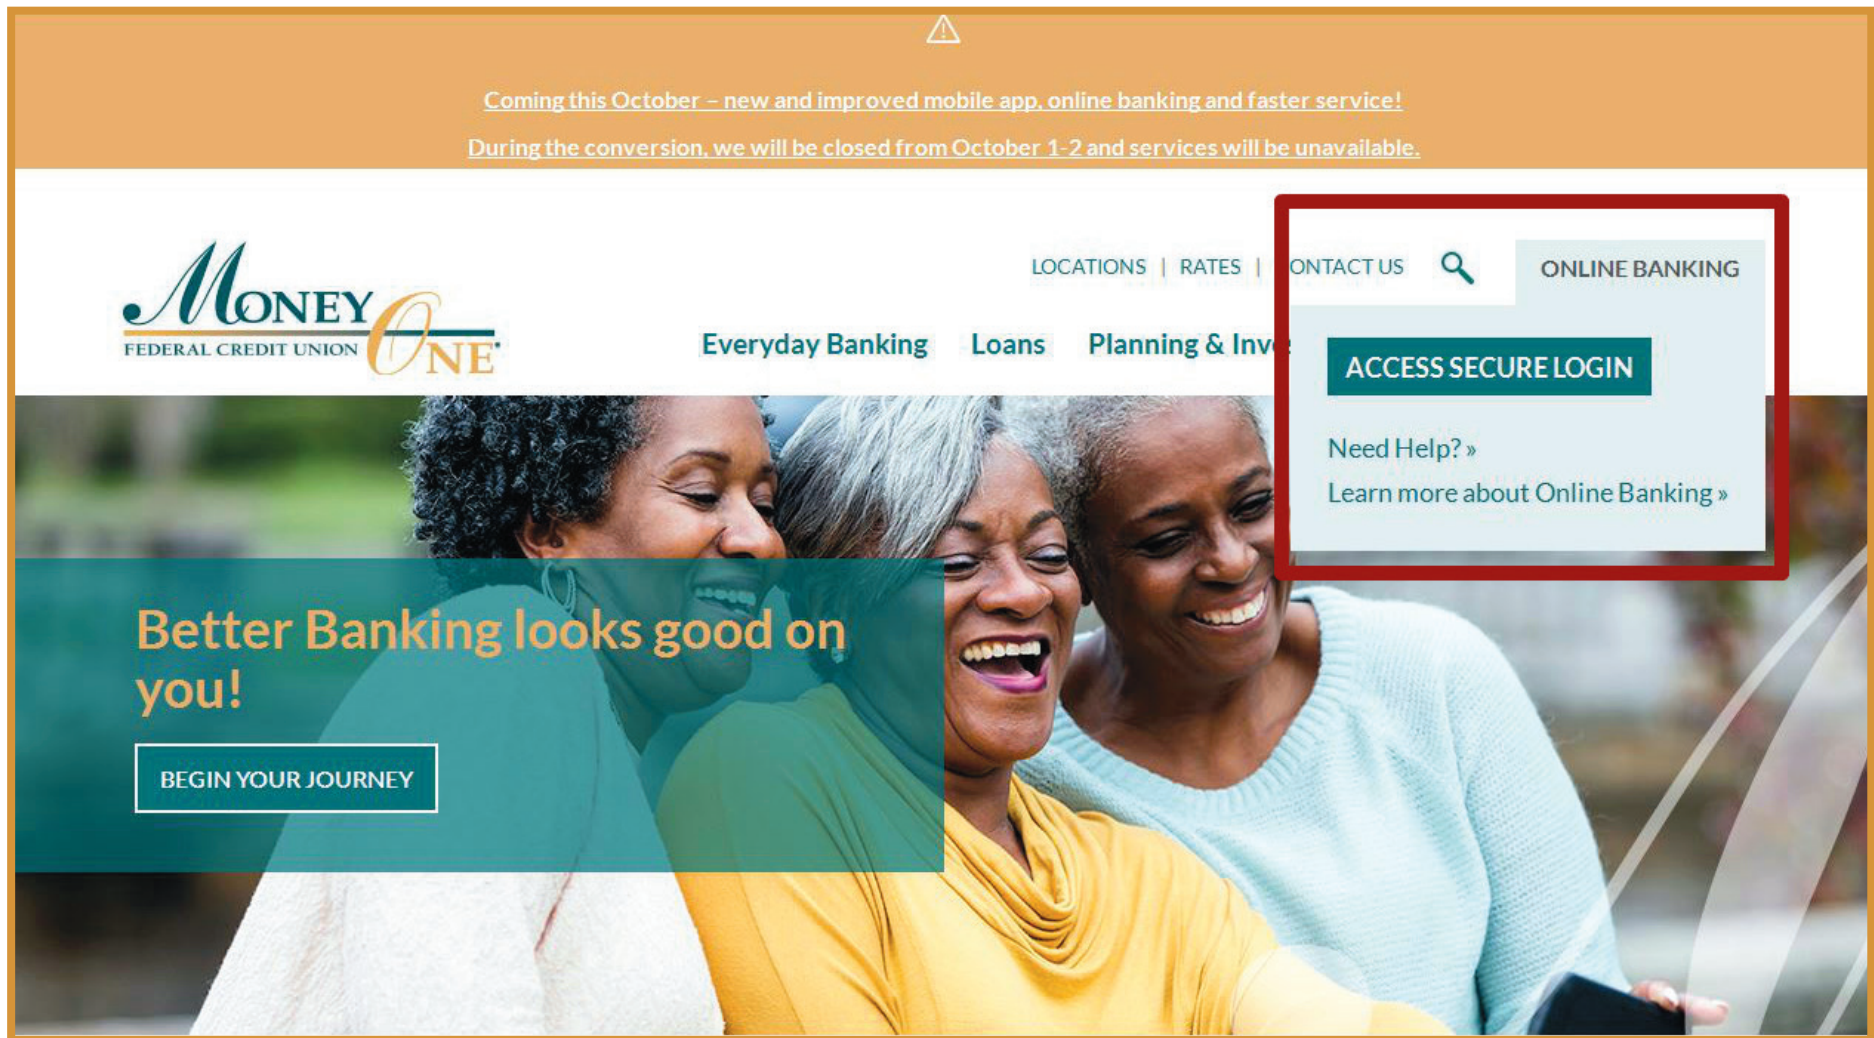 Coming this October – new and improved mobile app, online banking and faster service!
During the conversion, we will be closed from October 1-2 and services will be unavailable.
LOCATIONS | RATES | ONTACT US
ONLINE BANKING
MONEY ONE
FEDERAL CREDIT UNION
Everyday Banking Loans Planning & Inve
ACCESS SECURE LOGIN
Need Help? »
Learn more about Online Banking »
Better Banking looks good on
you!
BEGIN YOUR JOURNEY